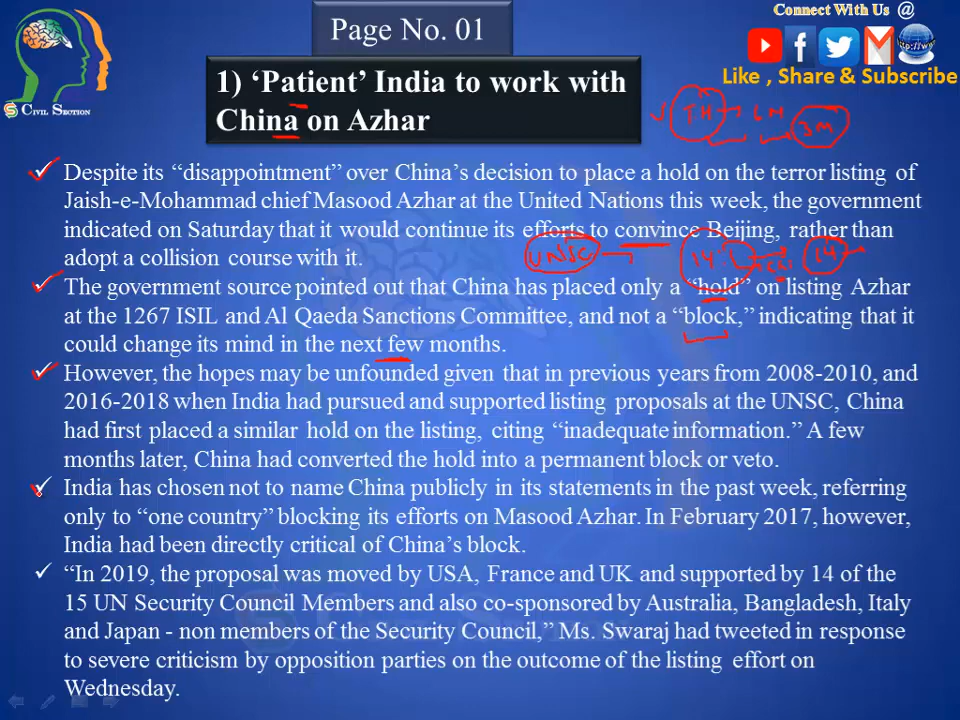 Page No. 01
Connect With Us @
Like , Share & Subscribe
CIVIL SECTION
1) ‘Patient’ India to work with
China on Azhar
TH
6M
3M
✓ Despite its “disappointment” over China’s decision to place a hold on the terror listing of
Jaish-e-Mohammad chief Masood Azhar at the United Nations this week, the government
indicated on Saturday that it would continue its efforts to convince Beijing, rather than
adopt a collision course with it.
UNSC
14
14
✓ The government source pointed out that China has placed only a “hold” on listing Azhar
at the 1267 ISIL and Al Qaeda Sanctions Committee, and not a “block,” indicating that it
could change its mind in the next few months.
✓ However, the hopes may be unfounded given that in previous years from 2008-2010, and
2016-2018 when India had pursued and supported listing proposals at the UNSC, China
had first placed a similar hold on the listing, citing “inadequate information.” A few
months later, China had converted the hold into a permanent block or veto.
✓ India has chosen not to name China publicly in its statements in the past week, referring
only to “one country” blocking its efforts on Masood Azhar. In February 2017, however,
India had been directly critical of China’s block.
✓ “In 2019, the proposal was moved by USA, France and UK and supported by 14 of the
15 UN Security Council Members and also co-sponsored by Australia, Bangladesh, Italy
and Japan - non members of the Security Council,” Ms. Swaraj had tweeted in response
to severe criticism by opposition parties on the outcome of the listing effort on
Wednesday.